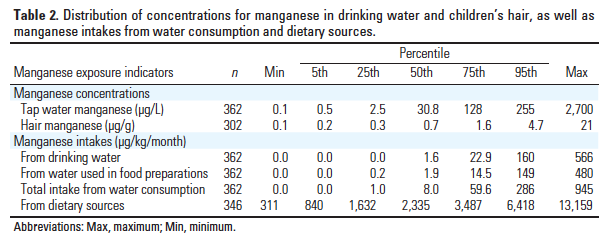 Table 2. Distribution of concentrations for manganese in drinking water and children's hair, as well as
manganese intakes from water consumption and dietary sources.
Percentile
Manganese exposure indicators n Min 5th 25th 50th 75th 95th Max
Manganese concentrations
Tap water manganese (μg/L) 362 0.1 0.5 2.5 30.8 128 255 2,700
Hair manganese (μg/g) 302 0.1 0.2 0.3 0.7 1.6 4.7 21
Manganese intakes (μg/kg/month)
From drinking water 362 0.0 0.0 0.0 1.6 22.9 160 566
From water used in food preparations 362 0.0 0.0 0.2 1.9 14.5 149 480
Total intake from water consumption 362 0.0 0.0 1.0 8.0 59.6 286 945
From dietary sources 346 311 840 1,632 2,335 3,487 6,418 13,159
Abbreviations: Max, maximum; Min, minimum.